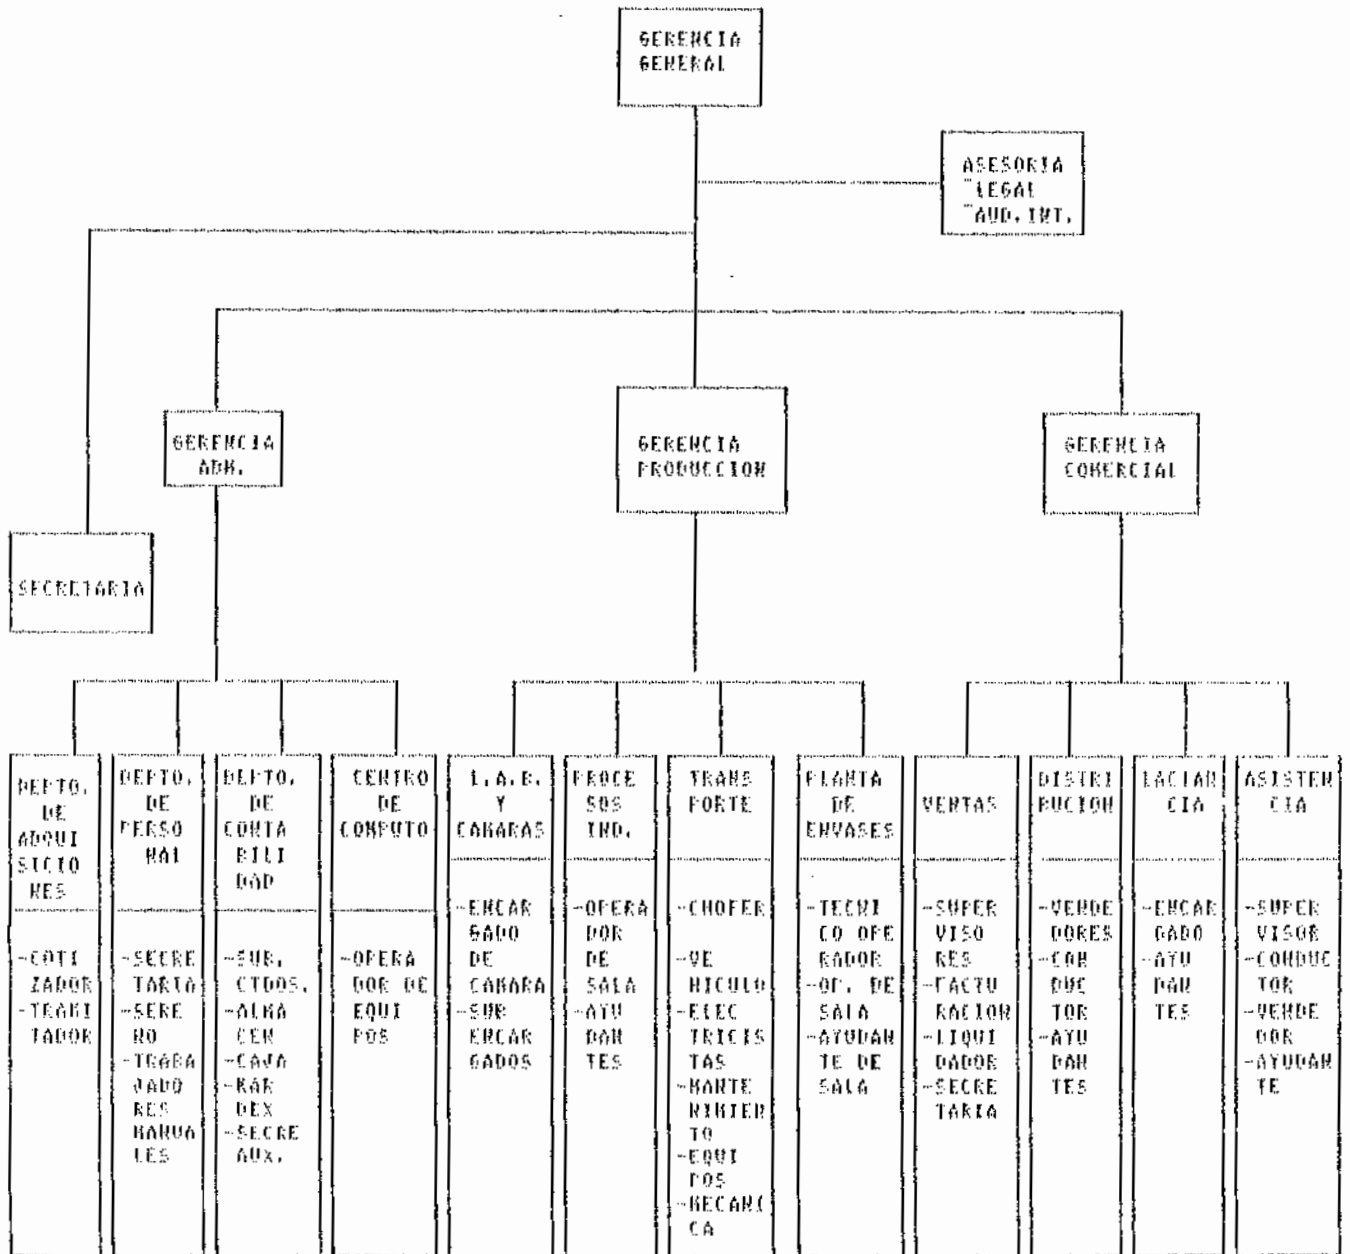 GERENCIA
GENERAL
ASESORIA
-LEGAL
-AUD.INT.
GERENCIA
ADM.
GERENCIA
PRODUCCION
GERENCIA
COMERCIAL
SECRETARIA
DEPTO.
DE
ADQUI
SICIO
NES
-COTI
ZADOR
-TRAMI
TADOR
DEPTO.
DE
PERSO
NAL
-SECRE
TARIA
-SERE
NO
-TRABA
JADO
RES
MANUA
LES
DEPTO.
DE
CONTA
BILI
DAD
-SUB.
CTDOS.
-ALMA
CEN
-CAJA
-KAR
DEX
-SECRE
AUX.
CENTRO
DE
COMPUTO
-OPERA
DOR DE
EQUI
POS
L.A.B.
Y
CAMARAS
-ENCAR
GADO
DE
CAMARA
-SUB
ENCAR
GADOS
PROCE
SOS
IND.
-OPERA
DOR
DE
SALA
-AYU
DAN
TES
TRANS
PORTE
-CHOFER
-VE
HICULO
-ELEC
TRICIS
TAS
-MANTE
NIMIEN
TO
-EQUI
POS
-MECANI
CA
PLANTA
DE
ENVASES
-TECNI
CO OPE
RADOR
-OP. DE
SALA
-AYUDAN
TE DE
SALA
VENTAS
-SUPER
VISO
RES
-FACTU
RACION
-LIQUI
DADOR
-SECRE
TARIA
DISTRI
BUCION
-VENDE
DORES
-CAN
DUC
TOR
-AYU
DAN
TES
LACTAN
CIA
-ENCAR
GADO
-AYU
DAN
TES
ASISTEN
CIA
-SUPER
VISOR
-CONDUC
TOR
-VENDE
DOR
-AYUDAN
TE